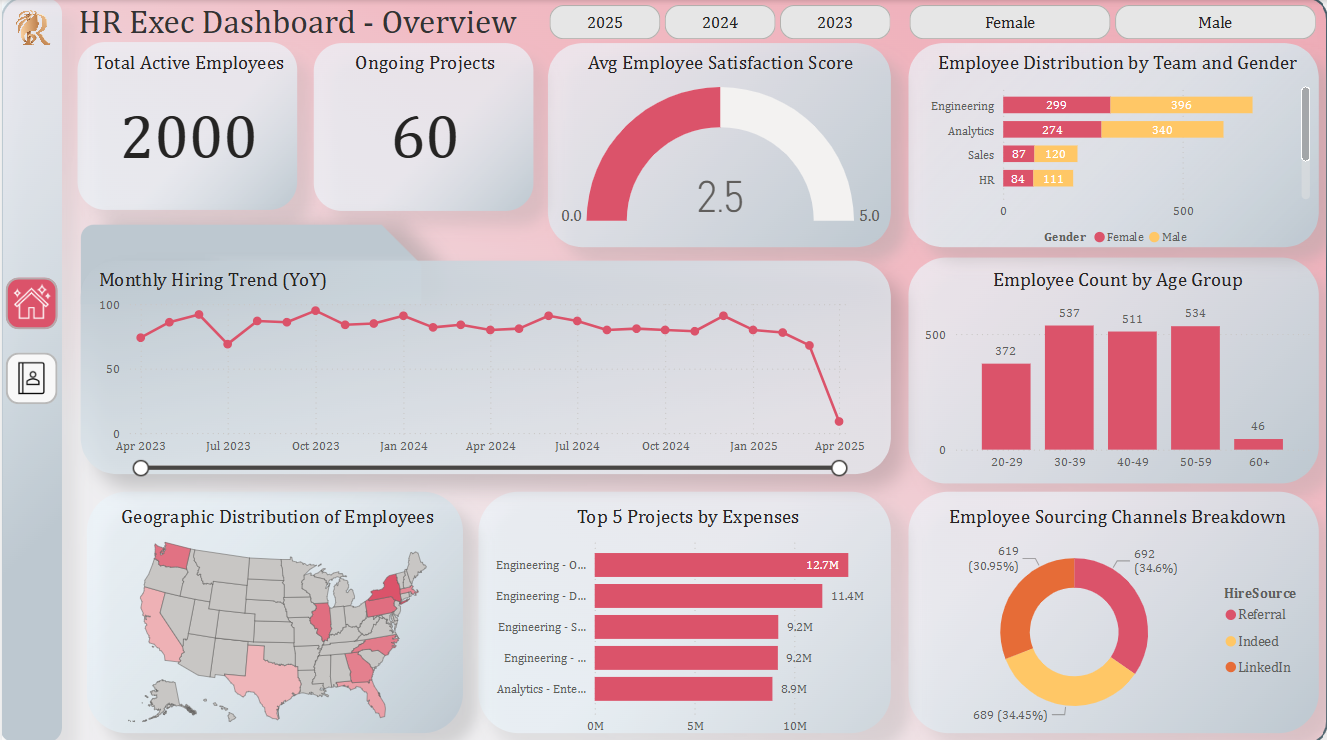 HR Exec Dashboard - Overview
2025
2024
2023
Female
Male
Total Active Employees
2000
Ongoing Projects
60
Avg Employee Satisfaction Score
2.5
0.0
5.0
Employee Distribution by Team and Gender
Engineering 299 396
Analytics 274 340
Sales 87 120
HR 84 111
0 500
Gender Female Male
Monthly Hiring Trend (YoY)
100
50
0
Apr 2023 Jul 2023 Oct 2023 Jan 2024 Apr 2024 Jul 2024 Oct 2024 Jan 2025 Apr 2025
Employee Count by Age Group
500
0
372 537 511 534 46
20-29 30-39 40-49 50-59 60+
Geographic Distribution of Employees
Top 5 Projects by Expenses
Engineering - O... 12.7M
Engineering - D... 11.4M
Engineering - S... 9.2M
Engineering - ... 9.2M
Analytics - Ente... 8.9M
0M 5M 10M
Employee Sourcing Channels Breakdown
619
(30.95%)
692
(34.6%)
689 (34.45%)
HireSource
Referral
Indeed
LinkedIn